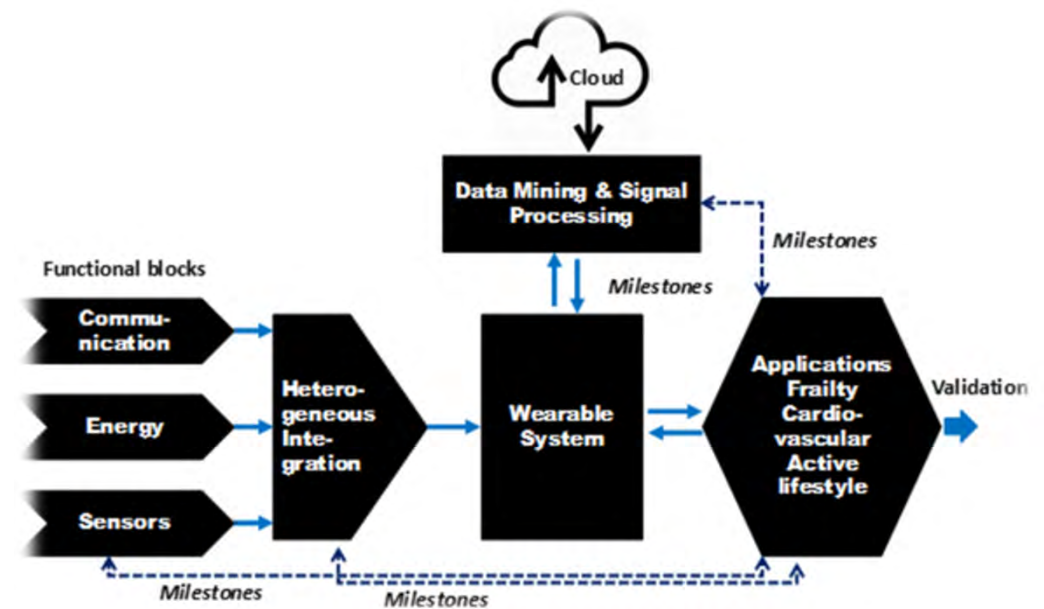 Cloud
Data Mining & Signal
Processing
Milestones
Functional blocks
Milestones
Commu-
nication
Energy
Sensors
Hetero-
geneous
Inte-
gration
Wearable
System
Applications
Frailty
Cardio-
vascular
Active
lifestyle
Validation
Milestones
Milestones